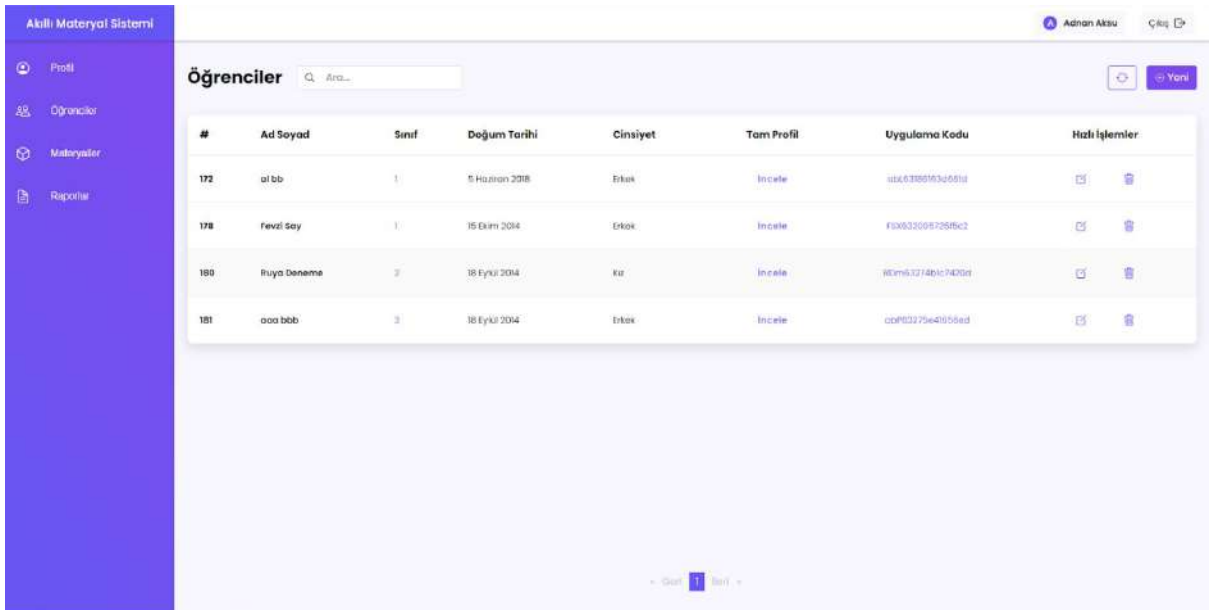 Akıllı Materyal Sistemi
A Adnan Aksu Çıkış
Profil
Öğrenciler Ara... Yeni
Öğrenciler
Materyaller
Raporlar
# Ad Soyad Sınıf Doğum Tarihi Cinsiyet Tam Profil Uygulama Kodu Hızlı İşlemler
172 al bb 1 5 Haziran 2018 Erkek İncele
178 Fevzi Say 1 15 Ekim 2014 Erkek İncele
180 Ruya Deneme 18 Eylül 2014 Kız İncele
181 aaa bbb 18 Eylül 2014 Erkek İncele
« Geri 1 İleri »